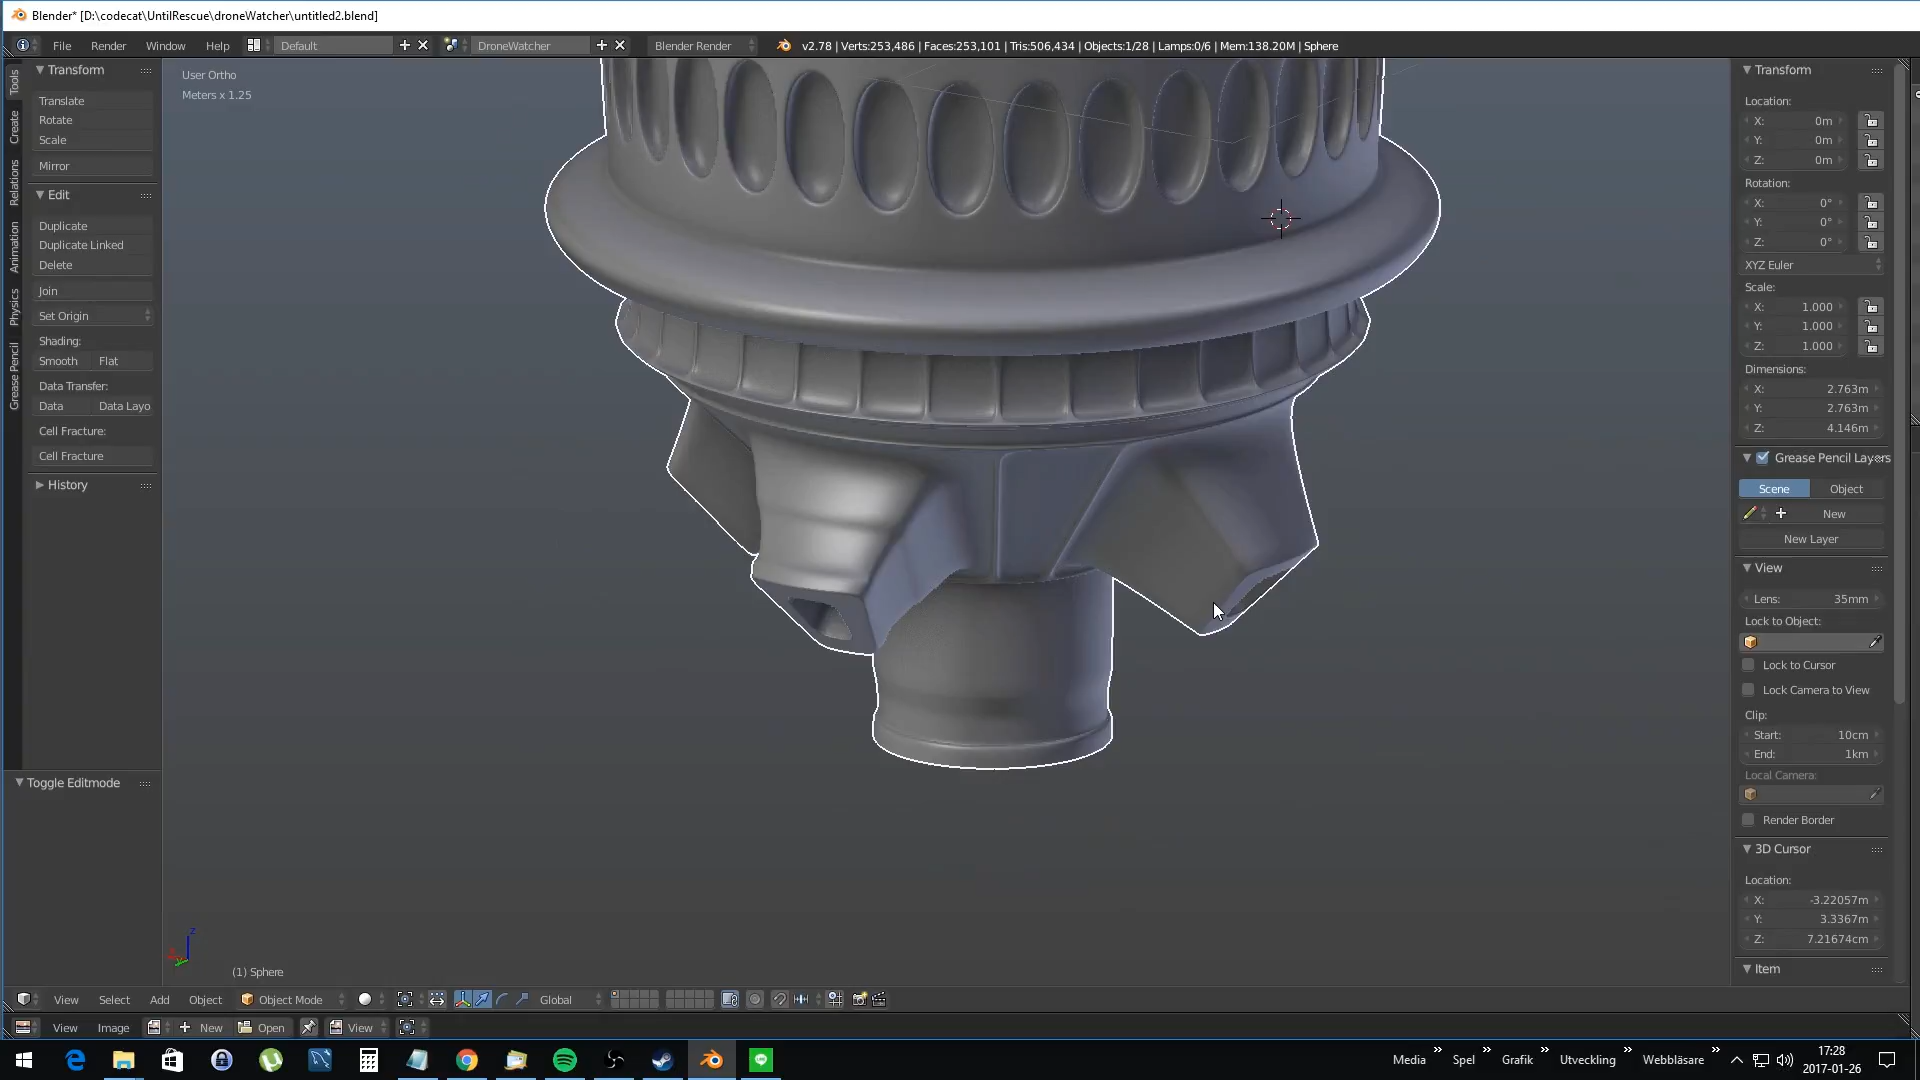 Blender* [D:\codecat\UntilRescue\droneWatcher\untitled2.blend]
File Render Window Help Default DroneWatcher Blender Render v2.78 | Verts:253,486 | Faces:253,101 | Tris:506,434 | Objects:1/28 | Lamps:0/6 | Mem:138.20M | Sphere
Tools
Create
Relations
Animation
Physics
Grease Pencil
Transform
Translate
Rotate
Scale
Mirror
Edit
Duplicate
Duplicate Linked
Delete
Join
Set Origin
Shading:
Smooth Flat
Data Transfer:
Data Data Layo
Cell Fracture:
Cell Fracture
History
Toggle Editmode
User Ortho
Meters x 1.25
z
(1) Sphere
Transform
Location:
X: 0m
Y: 0m
Z: 0m
Rotation:
X: 0°
Y: 0°
Z: 0°
XYZ Euler
Scale:
X: 1.000
Y: 1.000
Z: 1.000
Dimensions:
X: 2.763m
Y: 2.763m
Z: 4.146m
Grease Pencil Layers
Scene Object
New
New Layer
View
Lens: 35mm
Lock to Object:
Lock to Cursor
Lock Camera to View
Clip:
Start: 10cm
End: 1km
Local Camera:
Render Border
3D Cursor
Location:
X: -3.22057m
Y: 3.3367m
Z: 7.21674cm
Item
View Select Add Object Object Mode Global
View Image New Open View
Media Spel Grafik Utveckling Webbläsare
17:28
2017-01-26